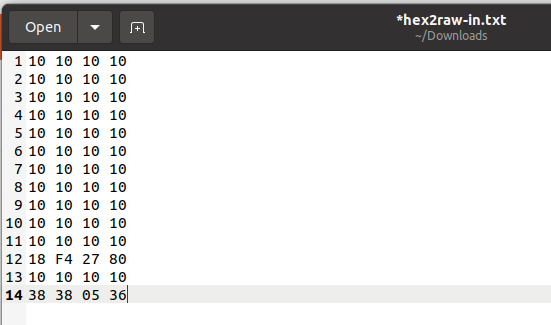 Open
*hex2raw-in.txt
~/Downloads
1 10 10 10 10
2 10 10 10 10
3 10 10 10 10
4 10 10 10 10
5 10 10 10 10
6 10 10 10 10
7 10 10 10 10
8 10 10 10 10
9 10 10 10 10
10 10 10 10 10
11 10 10 10 10
12 18 F4 27 80
13 10 10 10 10
14 38 38 05 36